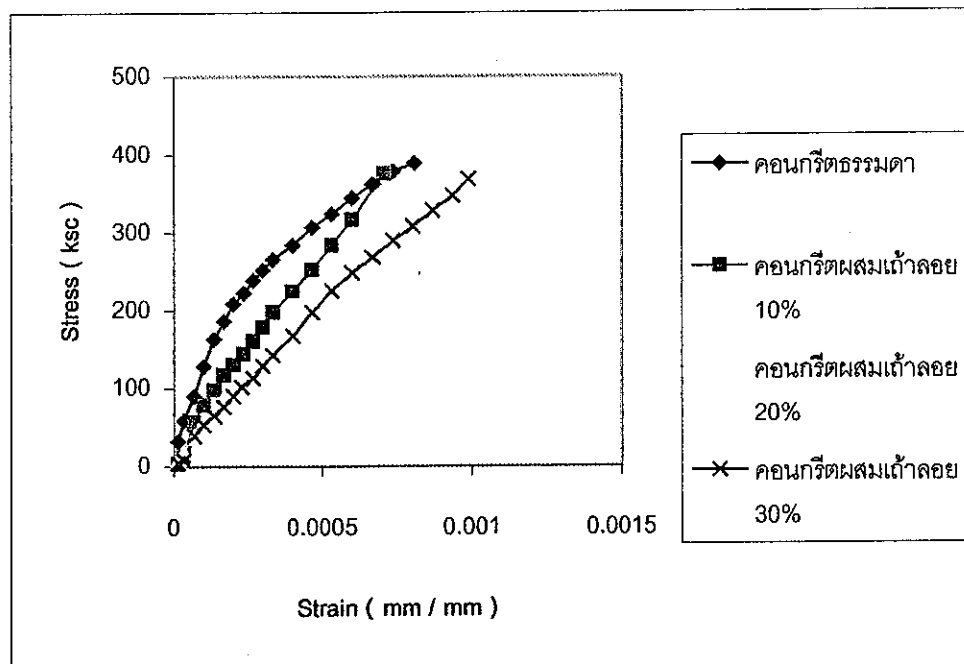 500
400
300
200
100
0
Stress ( ksc )
0 0.0005 0.001 0.0015
Strain ( mm / mm )
คอนกรีตธรรมดา
คอนกรีตผสมเถ้าลอย
10%
คอนกรีตผสมเถ้าลอย
20%
คอนกรีตผสมเถ้าลอย
30%